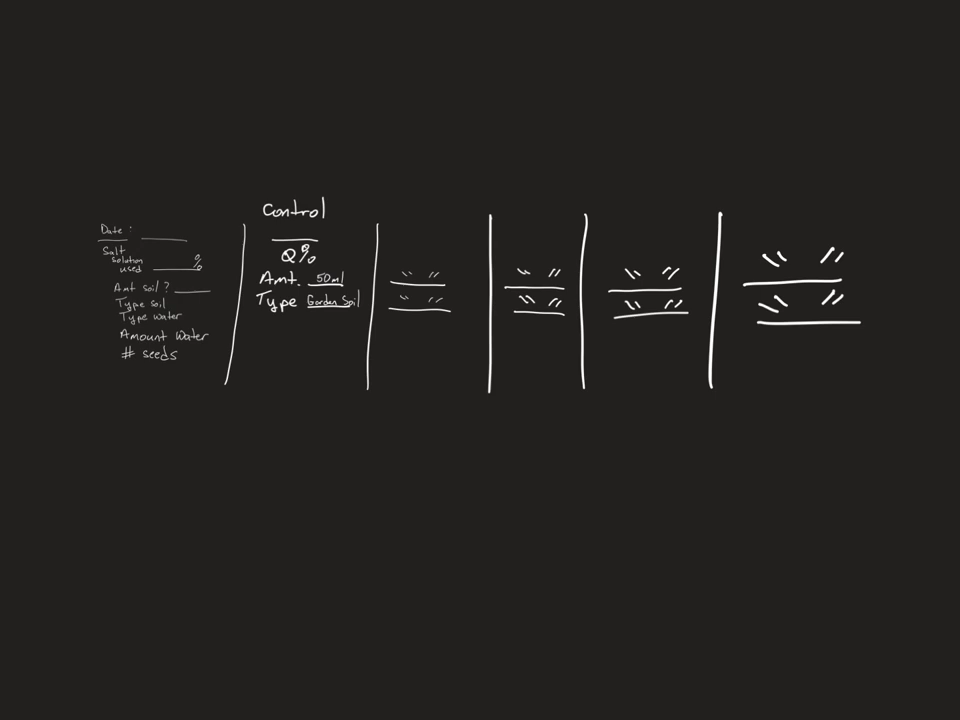 Date :
Salt
solution
used %
Amt soil ?
Type soil
Type water
Amount water
# seeds
Control
0%
Amt. 50ml
Type Garden Soil
" "
" "
" "
" "
" "
" "
" "
" "